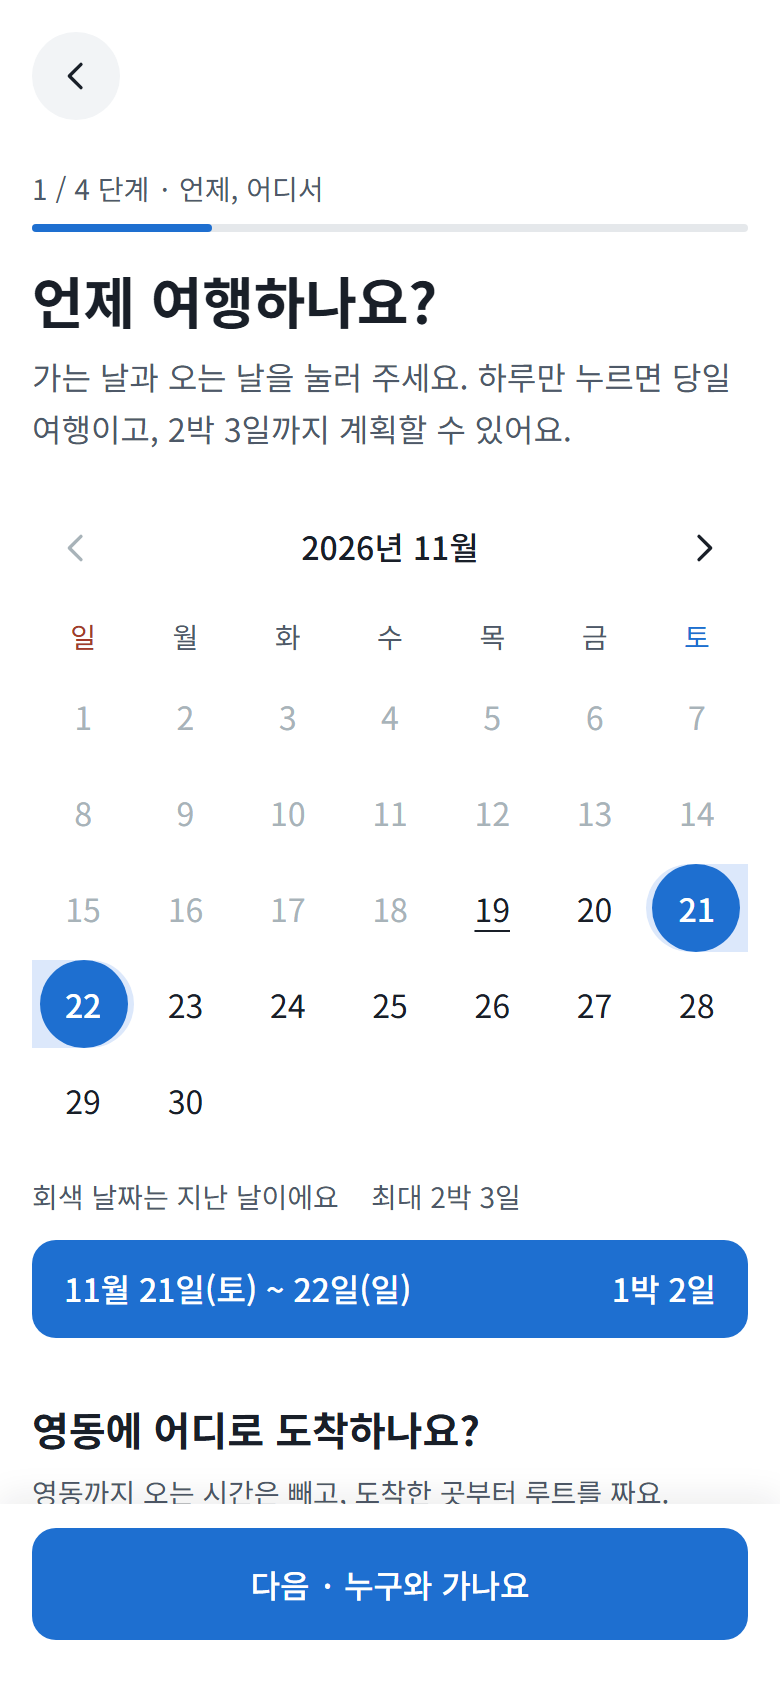 1 / 4 단계 · 언제, 어디서
언제 여행하나요?
가는 날과 오는 날을 눌러 주세요. 하루만 누르면 당일
여행이고, 2박 3일까지 계획할 수 있어요.
2026년 11월
일 월 화 수 목 금 토
1 2 3 4 5 6 7
8 9 10 11 12 13 14
15 16 17 18 19 20 21
22 23 24 25 26 27 28
29 30
회색 날짜는 지난 날이에요 최대 2박 3일
11월 21일(토) ~ 22일(일) 1박 2일
영동에 어디로 도착하나요?
영동까지 오는 시간은 빼고, 도착한 곳부터 루트를 짜요.
다음 · 누구와 가나요